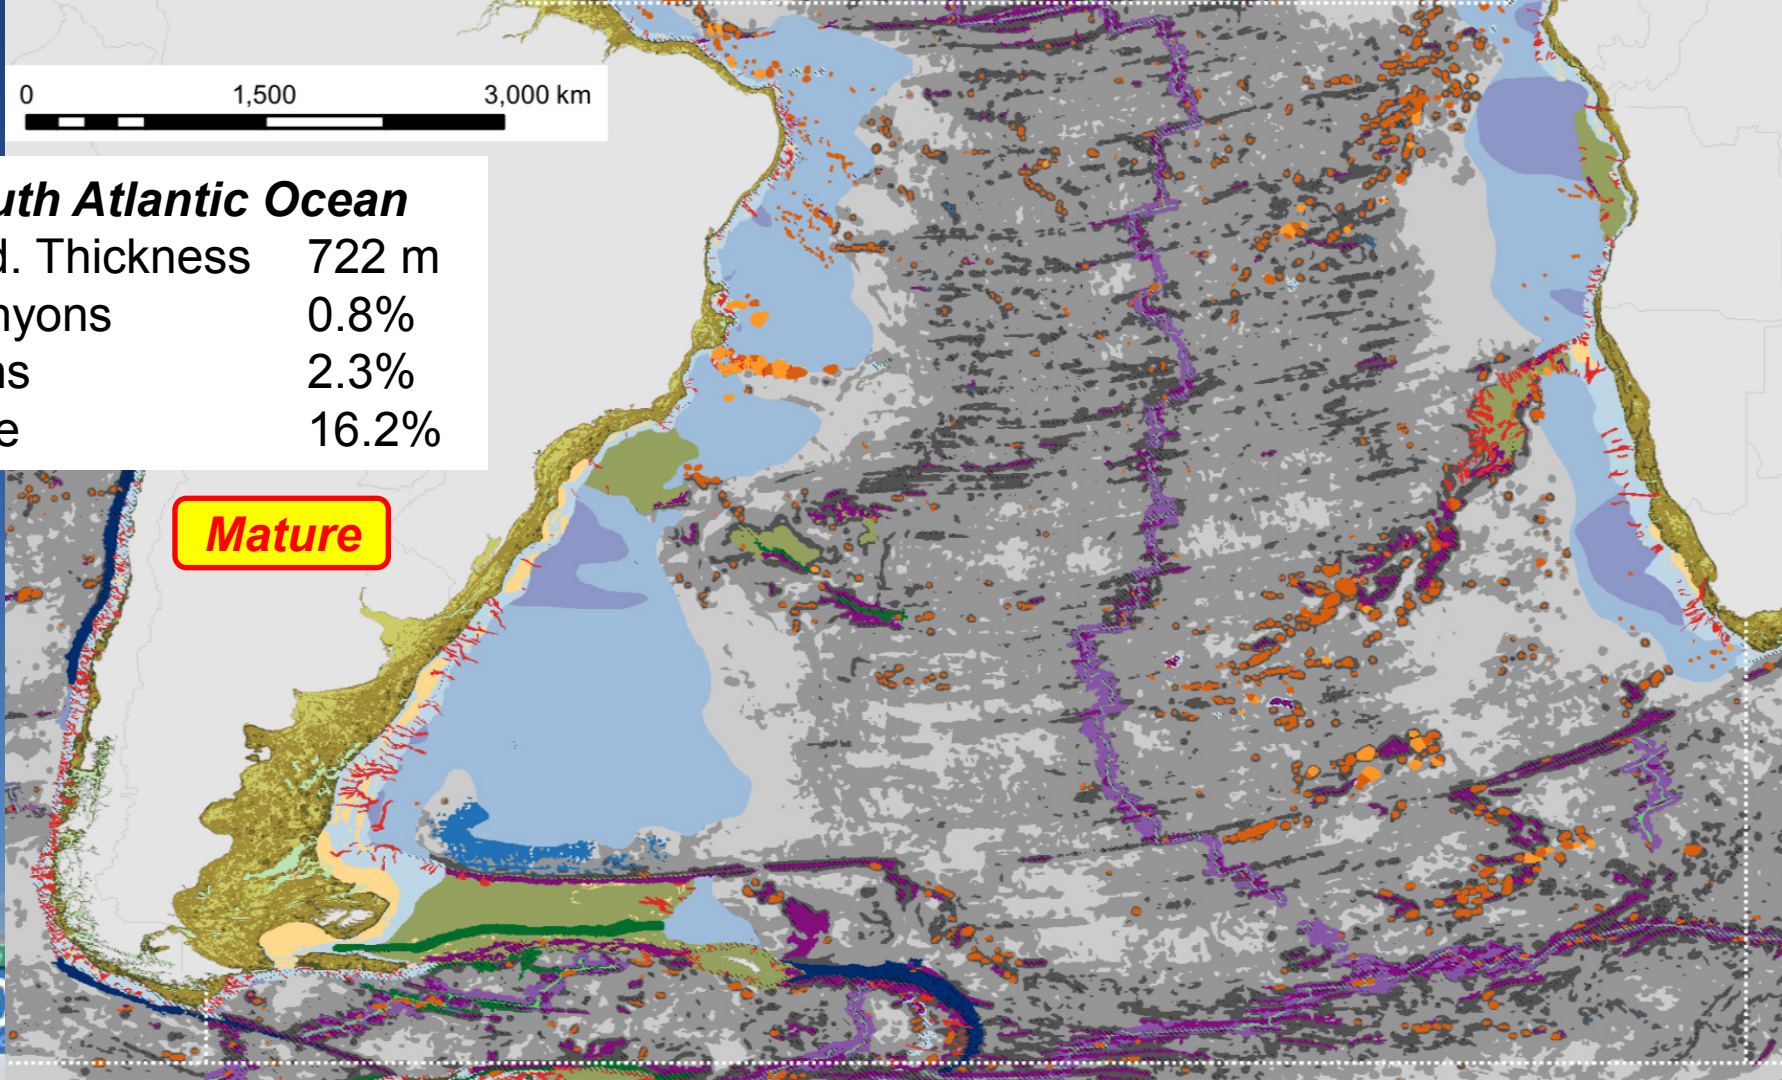 0 1,500 3,000 km
uth Atlantic Ocean
d. Thickness 722 m
nyons 0.8%
ns 2.3%
e 16.2%
Mature